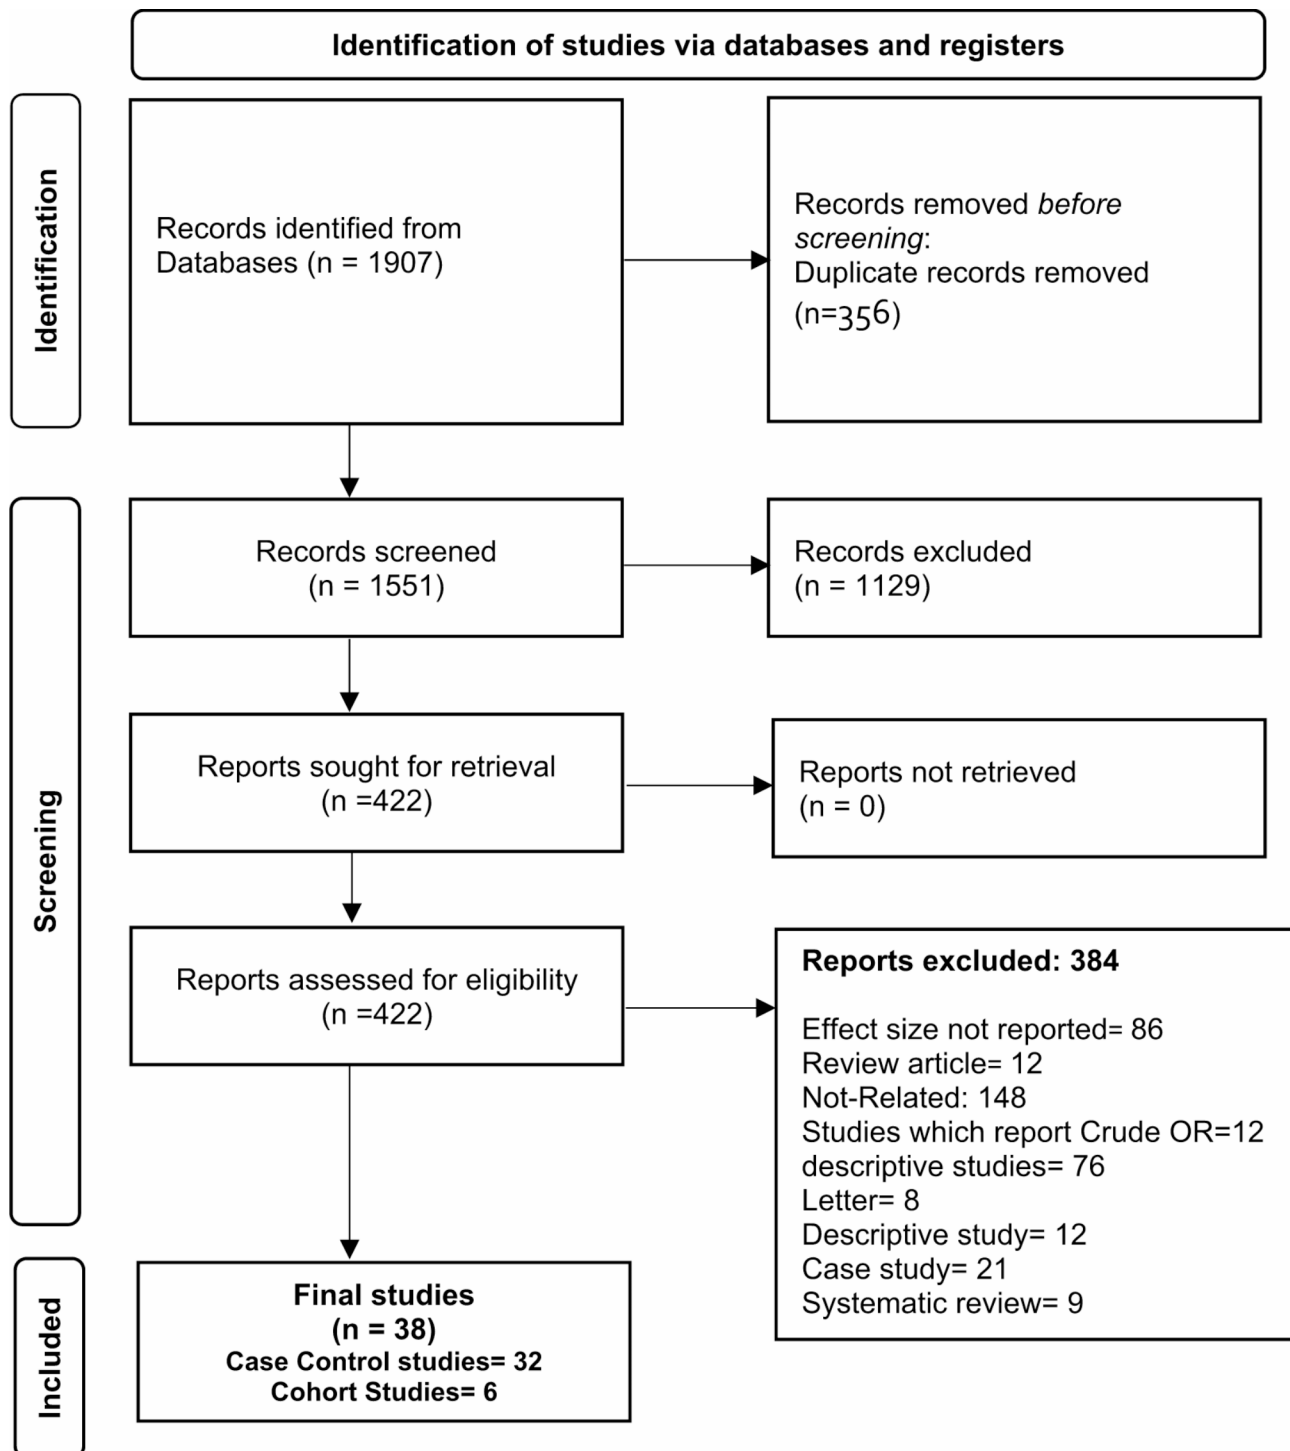 Identification of studies via databases and registers
Identification
Records identified from
Databases (n = 1907)
Records removed before
screening:
Duplicate records removed
(n=356)
Screening
Records screened
(n = 1551)
Records excluded
(n = 1129)
Reports sought for retrieval
(n =422)
Reports not retrieved
(n = 0)
Reports assessed for eligibility
(n =422)
Reports excluded: 384
Effect size not reported= 86
Review article= 12
Not-Related: 148
Studies which report Crude OR=12
descriptive studies= 76
Letter= 8
Descriptive study= 12
Case study= 21
Systematic review= 9
Included
Final studies
(n = 38)
Case Control studies= 32
Cohort Studies= 6